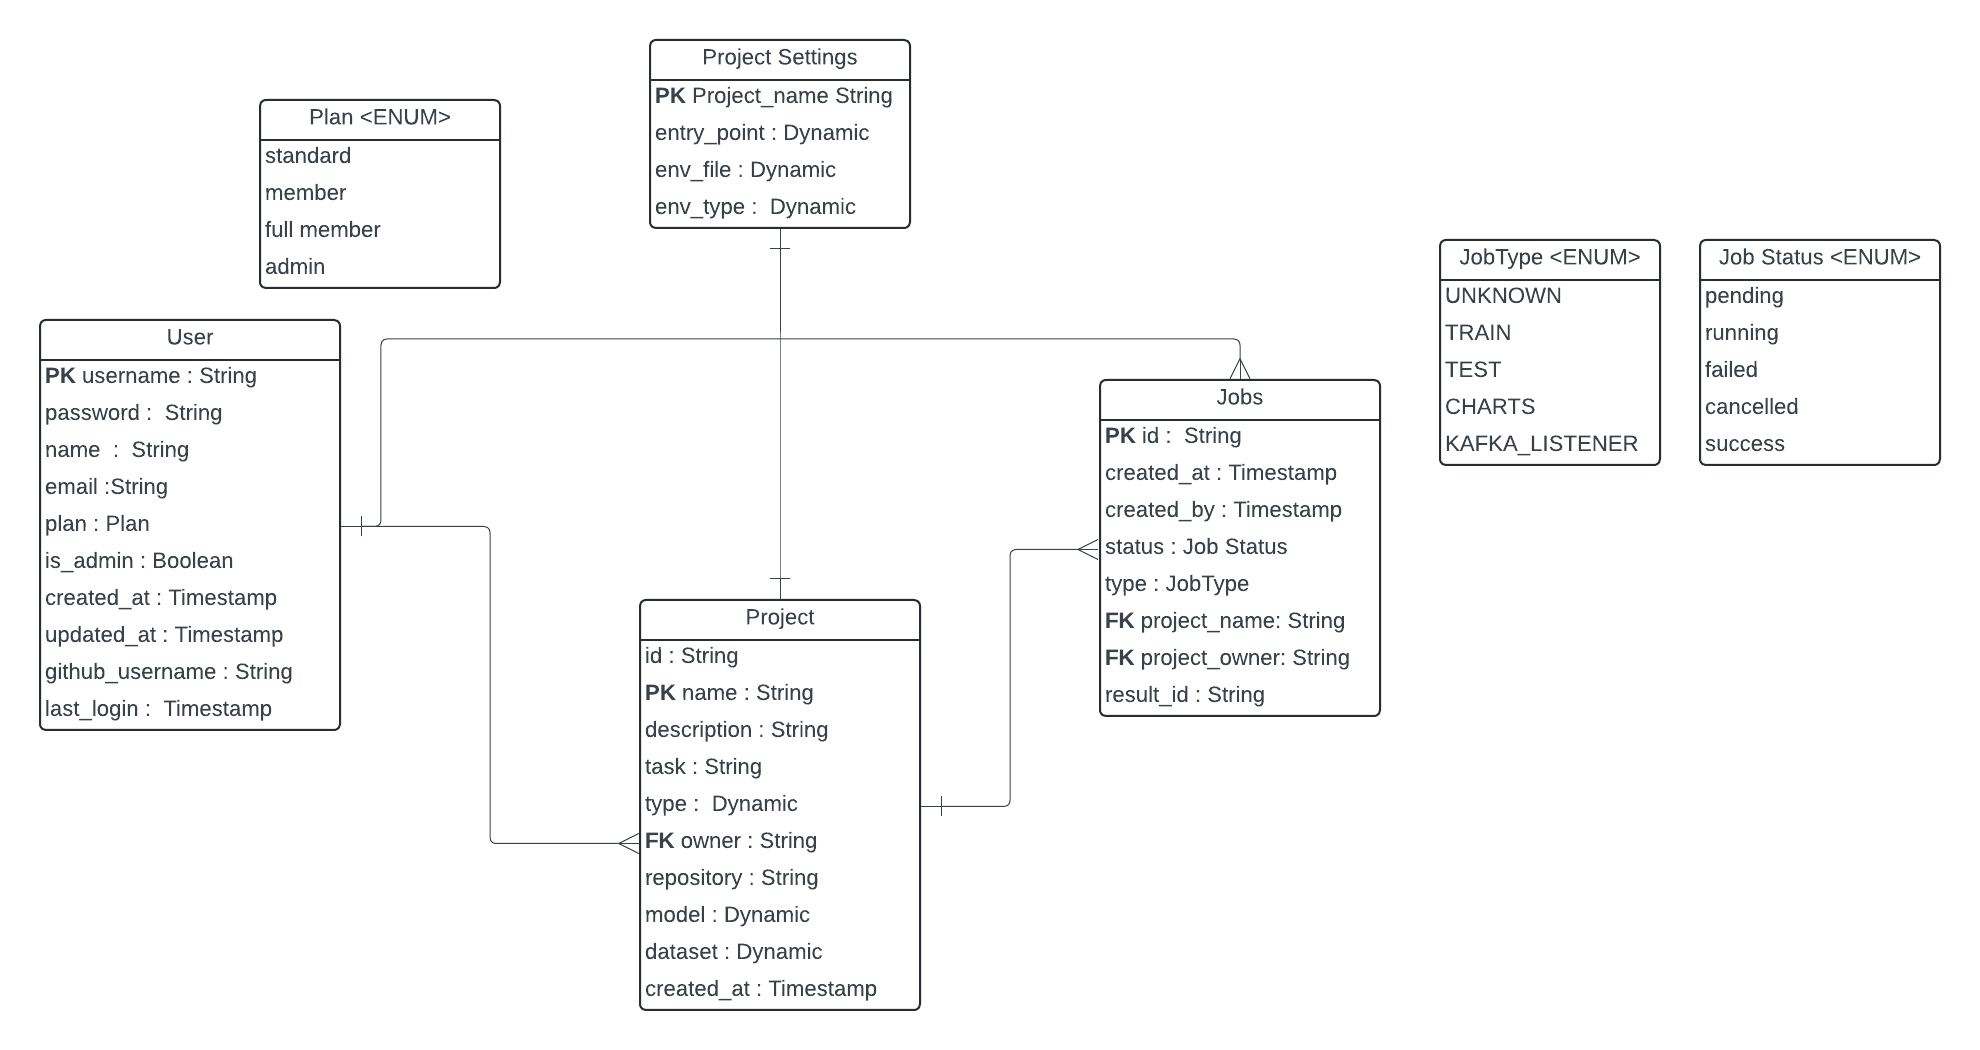 Project Settings
PK Project_name String
entry_point : Dynamic
env_file : Dynamic
env_type :  Dynamic
Plan <ENUM>
standard
member
full member
admin
User
PK username : String
password :  String
name  :  String
email :String
plan : Plan
is_admin : Boolean
created_at : Timestamp
updated_at : Timestamp
github_username : String
last_login :  Timestamp
Project
id : String
PK name : String
description : String
task : String
type :  Dynamic
FK owner : String
repository : String
model : Dynamic
dataset : Dynamic
created_at : Timestamp
Jobs
PK id :  String
created_at : Timestamp
created_by : Timestamp
status : Job Status
type : JobType
FK project_name: String
FK project_owner: String
result_id : String
JobType <ENUM>
UNKNOWN
TRAIN
TEST
CHARTS
KAFKA_LISTENER
Job Status <ENUM>
pending
running
failed
cancelled
success